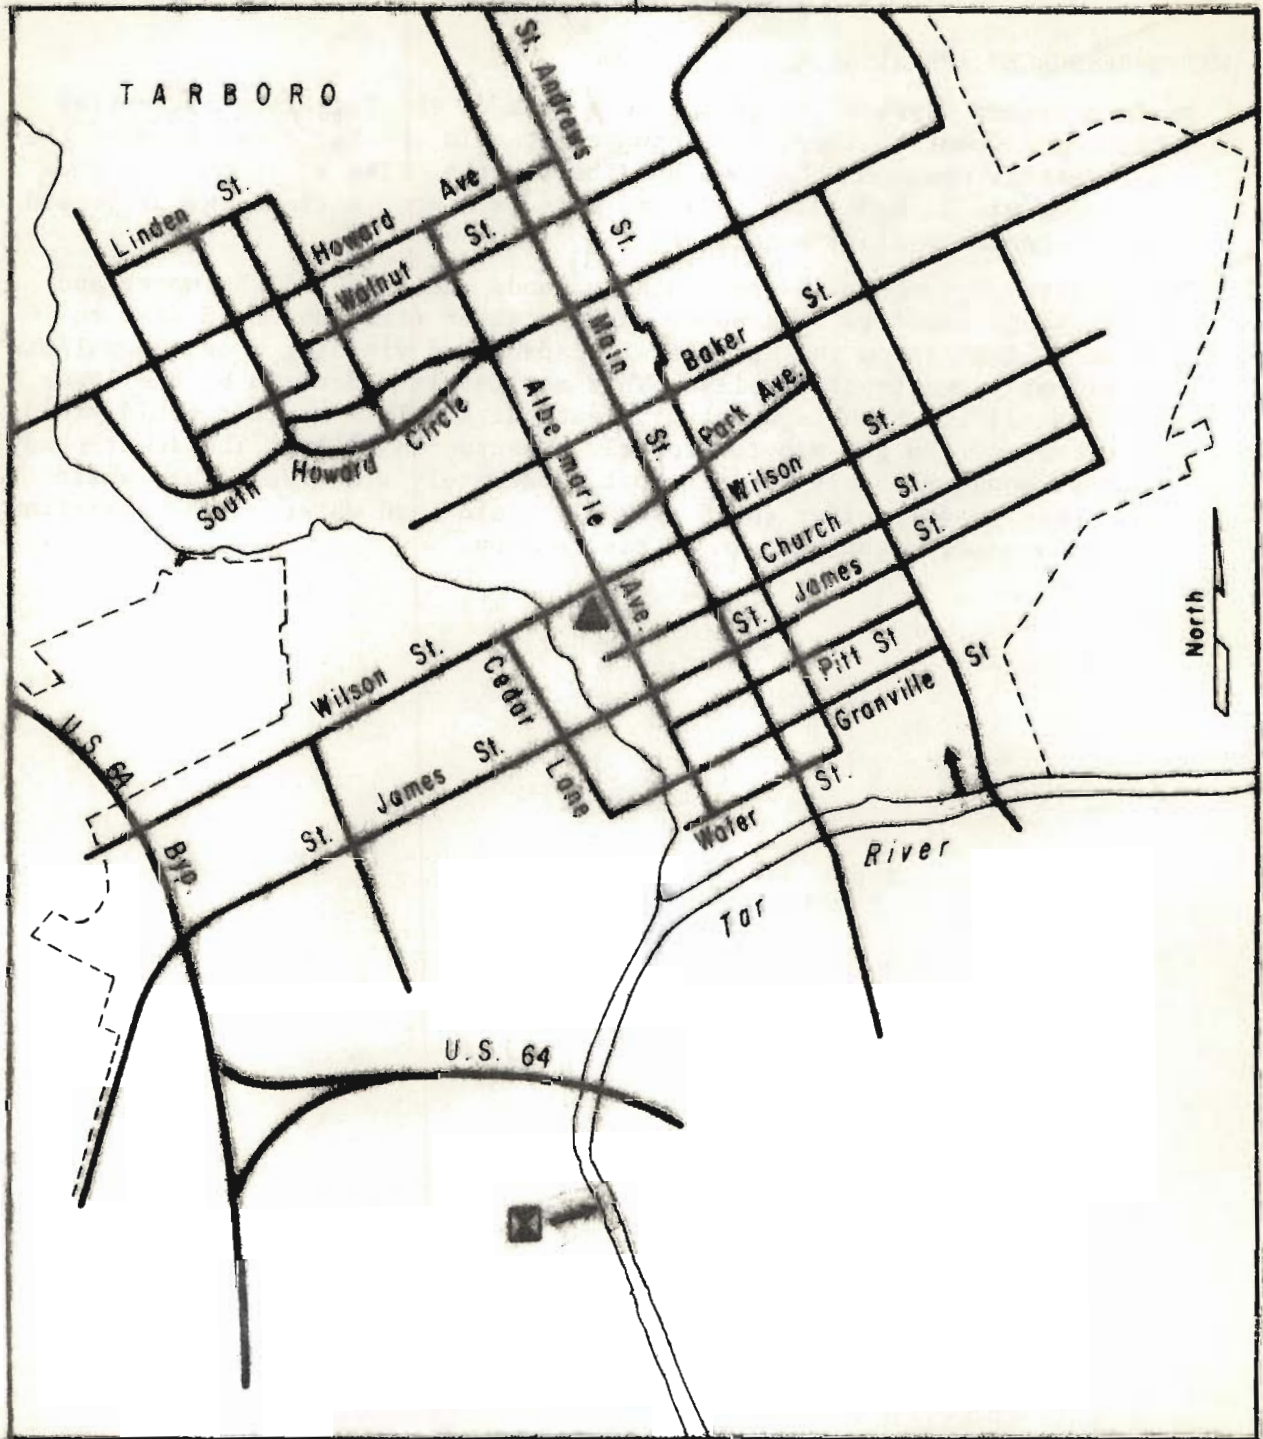 TARBORO
St. Andrews
St.
Linden St.
Howard Ave
Walnut St.
Main
St.
Baker St.
Park Ave.
Albemarle
Ave.
South Howard Circle
Wilson St.
Church St.
James St.
St.
Pitt St
Granville
St
North
Cedar
Lane
Wilson St.
James St.
St.
U.S. 64
Byp.
Water St.
Tar River
U.S. 64